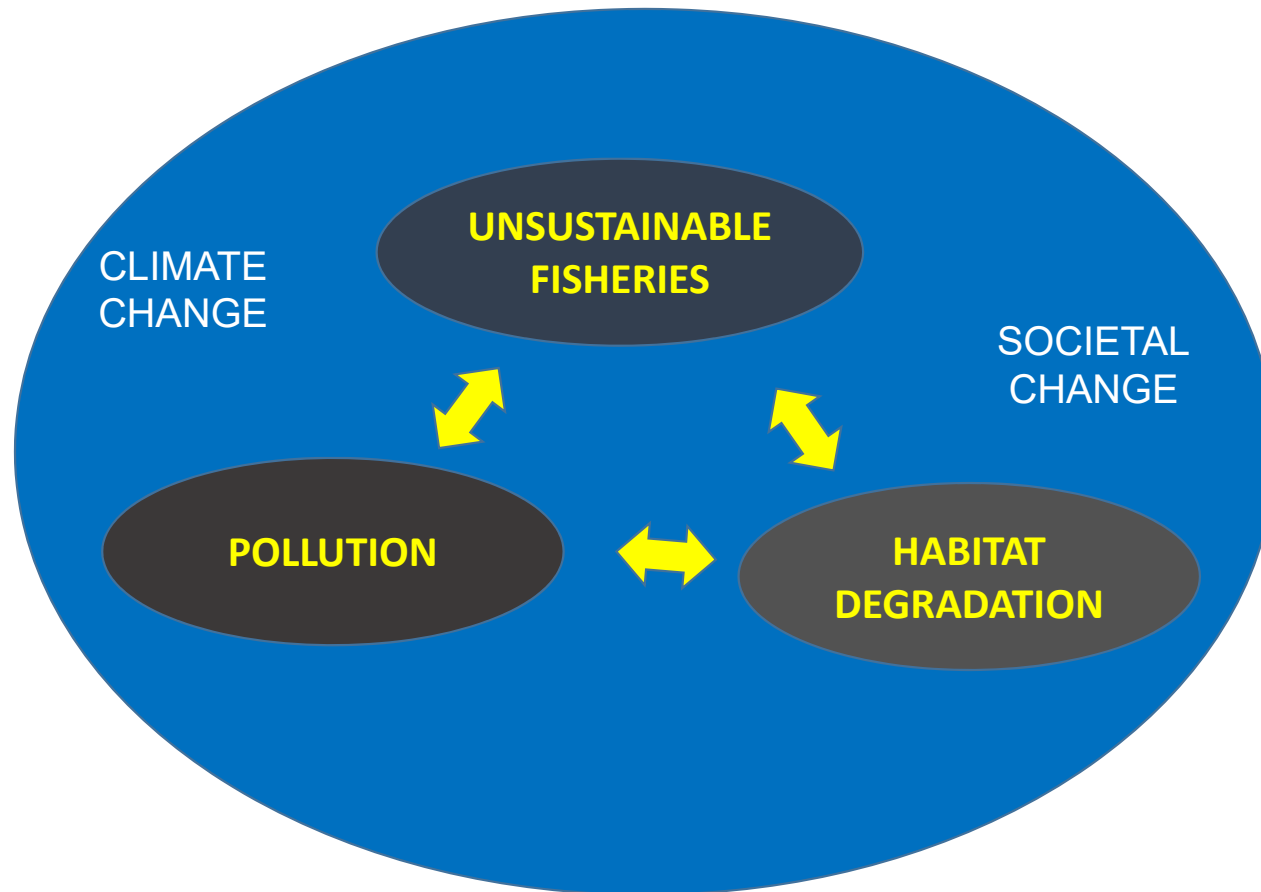 UNSUSTAINABLE
FISHERIES
CLIMATE
CHANGE
SOCIETAL
CHANGE
POLLUTION
HABITAT
DEGRADATION